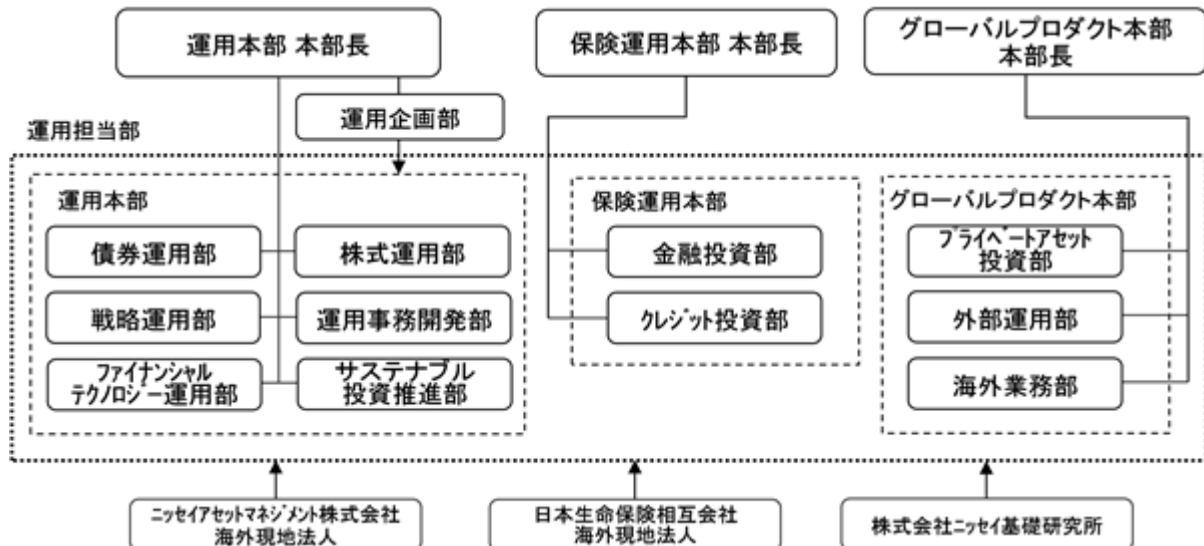 運用本部 本部長
保険運用本部 本部長
グローバルプロダクト本部
本部長
運用企画部
運用担当部
運用本部
債券運用部
株式運用部
戦略運用部
運用事務開発部
ファイナンシャル
テクノロジー運用部
サステナブル
投資推進部
保険運用本部
金融投資部
クレジット投資部
グローバルプロダクト本部
プライベートアセット
投資部
外部運用部
海外業務部
ニッセイアセットマネジメント株式会社
海外現地法人
日本生命保険相互会社
海外現地法人
株式会社ニッセイ基礎研究所